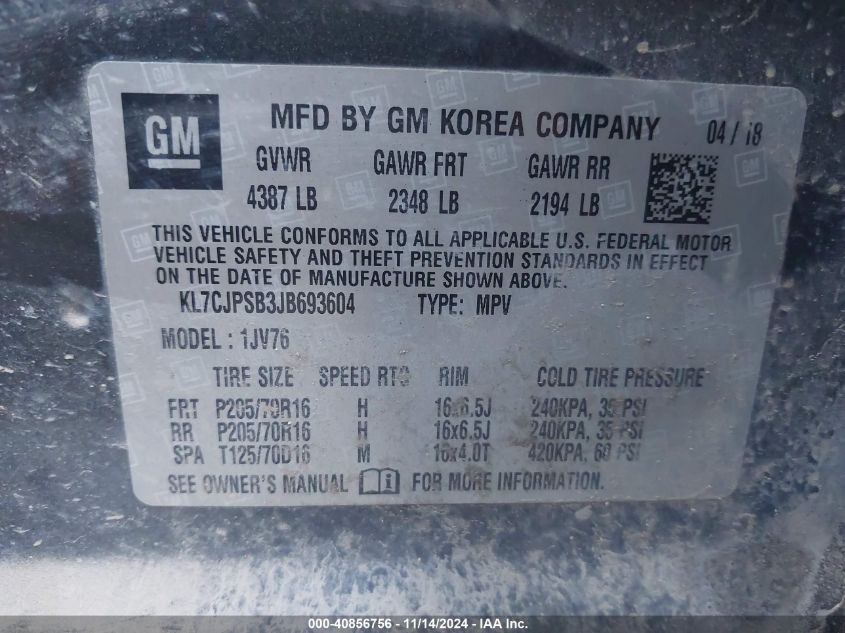 GM
MFD BY GM KOREA COMPANY 04/18
GVWR GAWR FRT GAWR RR
4387 LB 2348 LB 2194 LB
THIS VEHICLE CONFORMS TO ALL APPLICABLE U.S. FEDERAL MOTOR
VEHICLE SAFETY AND THEFT PREVENTION STANDARDS IN EFFECT
ON THE DATE OF MANUFACTURE SHOWN ABOVE.
KL7CJPSB3JB693604 TYPE: MPV
MODEL: 1JV76
TIRE SIZE SPEED RTG RIM COLD TIRE PRESSURE
FRT P205/70R16 H 16x6.5J 240KPA, 35 PSI
RR P205/70R16 H 16x6.5J 240KPA, 35 PSI
SPA T125/70D16 M 16x4.0T 420KPA, 60 PSI
SEE OWNER'S MANUAL FOR MORE INFORMATION.
000-40856756 - 11/14/2024 - IAA Inc.